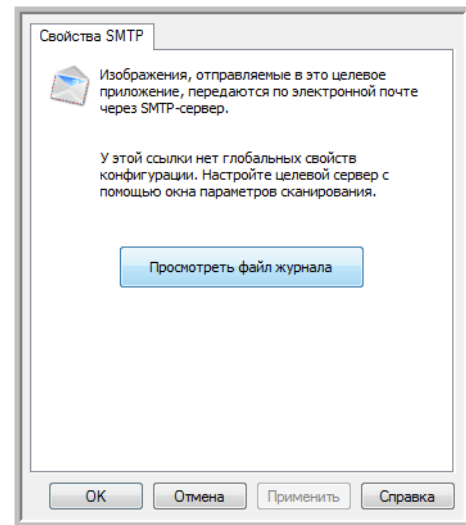 Свойства SMTP
Изображения, отправляемые в это целевое
приложение, передаются по электронной почте
через SMTP-сервер.
У этой ссылки нет глобальных свойств
конфигурации. Настройте целевой сервер с
помощью окна параметров сканирования.
Просмотреть файл журнала
OK Отмена Применить Справка